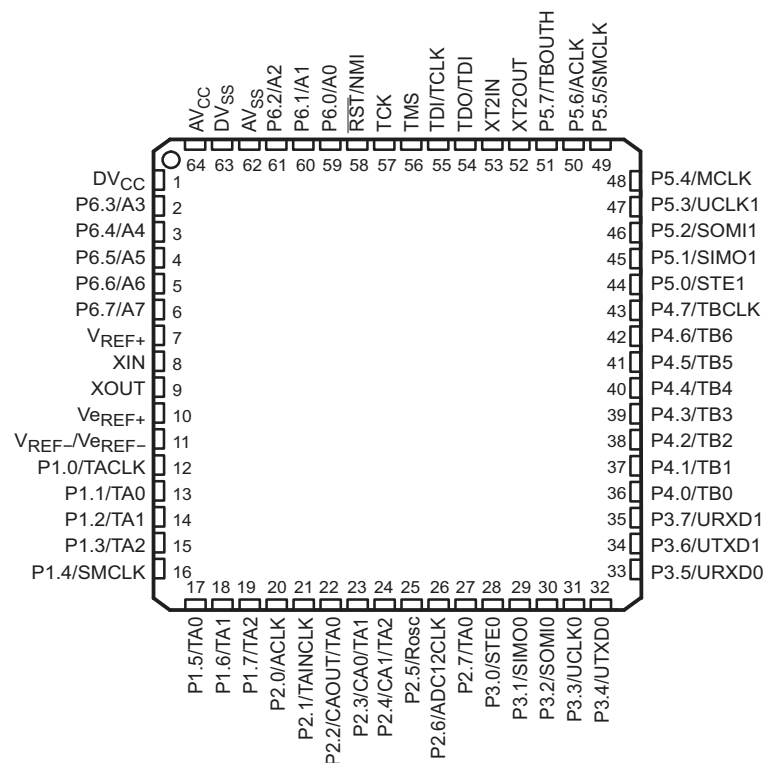 AVCC
DVSS
AVSS
P6.2/A2
P6.1/A1
P6.0/A0
RST/NMI
TCK
TMS
TDI/TCLK
TDO/TDI
XT2IN
XT2OUT
P5.7/TBOUTH
P5.6/ACLK
P5.5/SMCLK
64 63 62 61 60 59 58 57 56 55 54 53 52 51 50 49
DVCC 1
P6.3/A3 2
P6.4/A4 3
P6.5/A5 4
P6.6/A6 5
P6.7/A7 6
VREF+ 7
XIN 8
XOUT 9
VeREF+ 10
VREF−/VeREF− 11
P1.0/TACLK 12
P1.1/TA0 13
P1.2/TA1 14
P1.3/TA2 15
P1.4/SMCLK 16
48 P5.4/MCLK
47 P5.3/UCLK1
46 P5.2/SOMI1
45 P5.1/SIMO1
44 P5.0/STE1
43 P4.7/TBCLK
42 P4.6/TB6
41 P4.5/TB5
40 P4.4/TB4
39 P4.3/TB3
38 P4.2/TB2
37 P4.1/TB1
36 P4.0/TB0
35 P3.7/URXD1
34 P3.6/UTXD1
33 P3.5/URXD0
17 18 19 20 21 22 23 24 25 26 27 28 29 30 31 32
P1.5/TA0
P1.6/TA1
P1.7/TA2
P2.0/ACLK
P2.1/TAINCLK
P2.2/CAOUT/TA0
P2.3/CA0/TA1
P2.4/CA1/TA2
P2.5/Rosc
P2.6/ADC12CLK
P2.7/TA0
P3.0/STE0
P3.1/SIMO0
P3.2/SOMI0
P3.3/UCLK0
P3.4/UTXD0